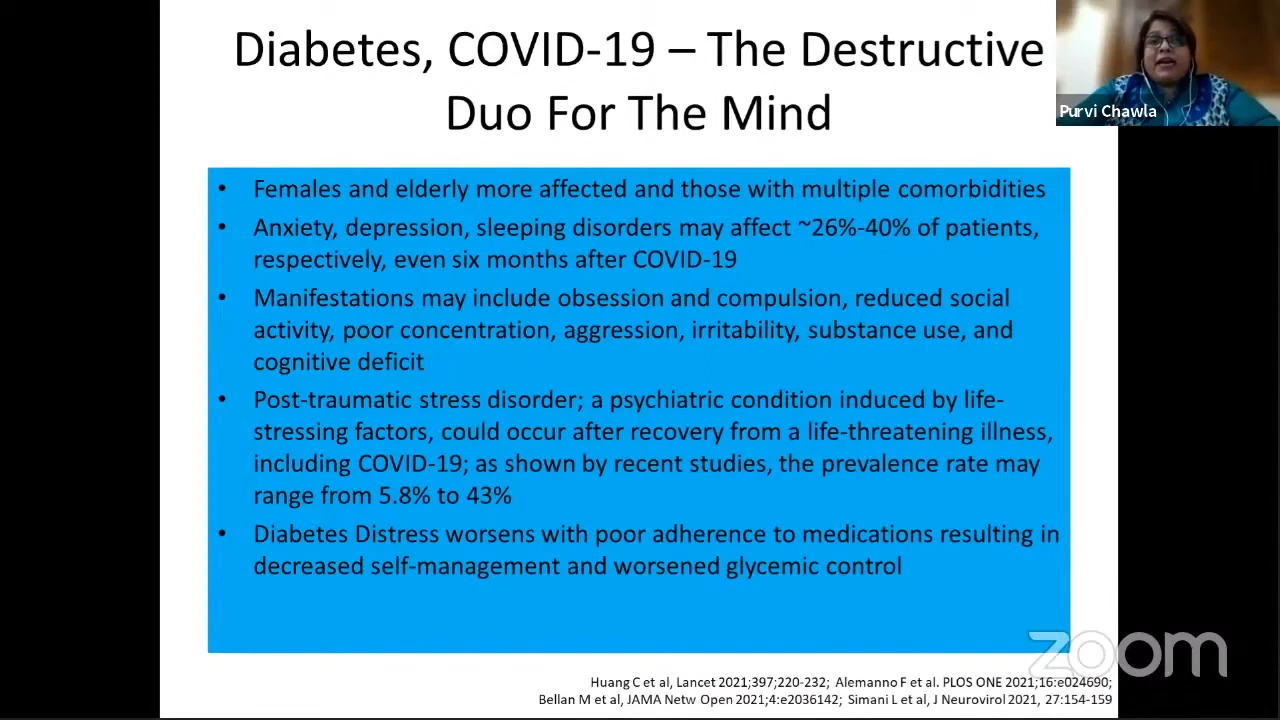 Diabetes, COVID-19 – The Destructive
Duo For The Mind
Purvi Chawla
• Females and elderly more affected and those with multiple comorbidities
• Anxiety, depression, sleeping disorders may affect ~26%-40% of patients,
respectively, even six months after COVID-19
• Manifestations may include obsession and compulsion, reduced social
activity, poor concentration, aggression, irritability, substance use, and
cognitive deficit
• Post-traumatic stress disorder; a psychiatric condition induced by life-
stressing factors, could occur after recovery from a life-threatening illness,
including COVID-19; as shown by recent studies, the prevalence rate may
range from 5.8% to 43%
• Diabetes Distress worsens with poor adherence to medications resulting in
decreased self-management and worsened glycemic control
zoom
Huang C et al, Lancet 2021;397;220-232; Alemanno F et al. PLOS ONE 2021;16:e024690;
Bellan M et al, JAMA Netw Open 2021;4:e2036142; Simani L et al, J Neurovirol 2021, 27:154-159